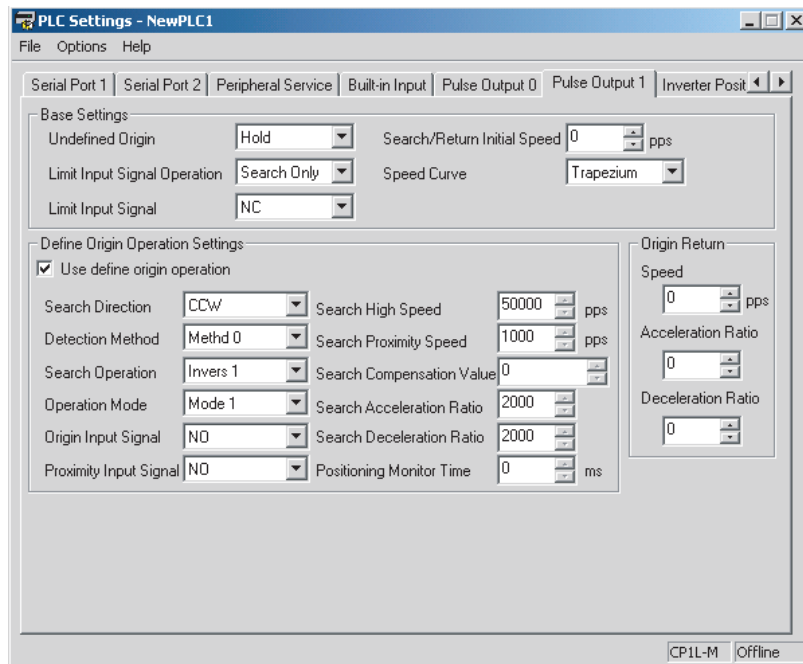 PLC Settings - NewPLC1
File Options Help
Serial Port 1 Serial Port 2 Peripheral Service Built-in Input Pulse Output 0 Pulse Output 1 Inverter Posit
Base Settings
Undefined Origin Hold Search/Return Initial Speed 0 pps
Limit Input Signal Operation Search Only Speed Curve Trapezium
Limit Input Signal NC
Define Origin Operation Settings
Use define origin operation
Search Direction CCW Search High Speed 50000 pps
Detection Method Methd 0 Search Proximity Speed 1000 pps
Search Operation Invers 1 Search Compensation Value 0
Operation Mode Mode 1 Search Acceleration Ratio 2000
Origin Input Signal NO Search Deceleration Ratio 2000
Proximity Input Signal NO Positioning Monitor Time 0 ms
Origin Return
Speed
0 pps
Acceleration Ratio
0
Deceleration Ratio
0
CP1L-M Offline